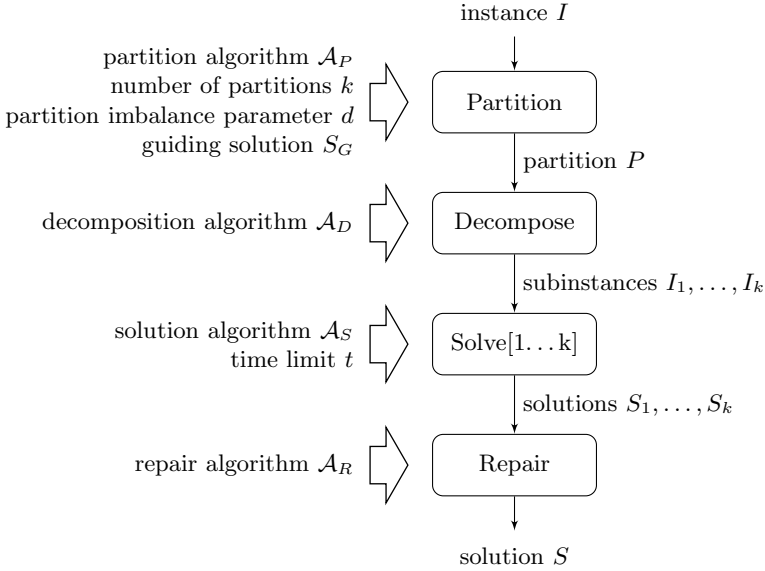 instance I
partition algorithm 𝒜_P
number of partitions k
partition imbalance parameter d
guiding solution S_G
Partition
partition P
decomposition algorithm 𝒜_D
Decompose
subinstances I_1, . . . , I_k
solution algorithm 𝒜_S
time limit t
Solve[1. . . k]
solutions S_1, . . . , S_k
repair algorithm 𝒜_R
Repair
solution S